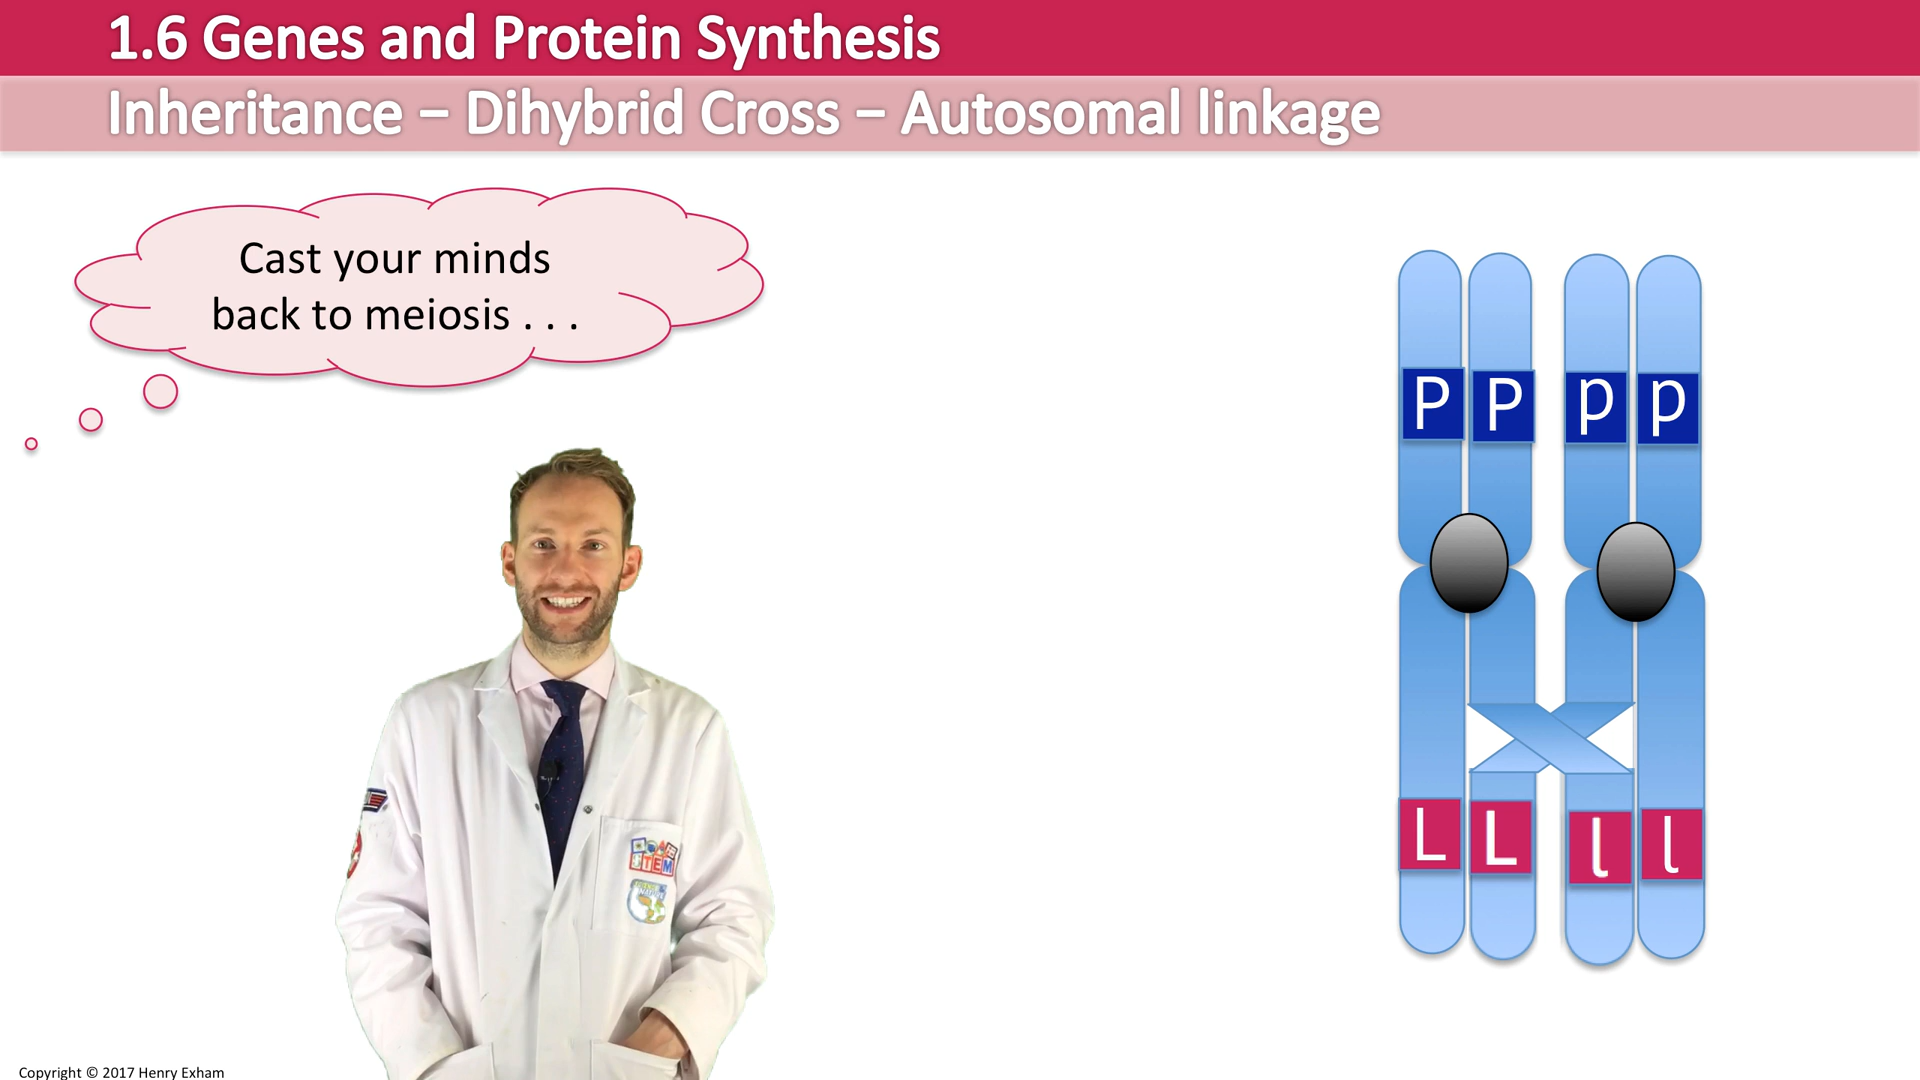 1.6 Genes and Protein Synthesis
Inheritance – Dihybrid Cross – Autosomal linkage
Cast your minds
back to meiosis . . .
P P p p
L L l l
STEM
Copyright © 2017 Henry Exham